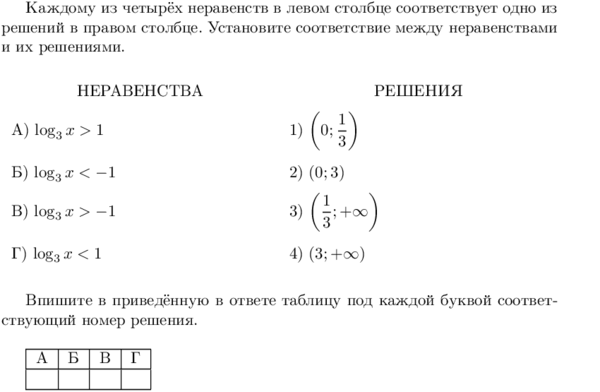 Каждому из четырёх неравенств в левом столбце соответствует одно из
решений в правом столбце. Установите соответствие между неравенствами
и их решениями.
НЕРАВЕНСТВА РЕШЕНИЯ
А) log₃ x > 1 1) (0; 1/3)
Б) log₃ x < −1 2) (0; 3)
В) log₃ x > −1 3) (1/3; +∞)
Г) log₃ x < 1 4) (3; +∞)
Впишите в приведённую в ответе таблицу под каждой буквой соответ-
ствующий номер решения.
А Б В Г